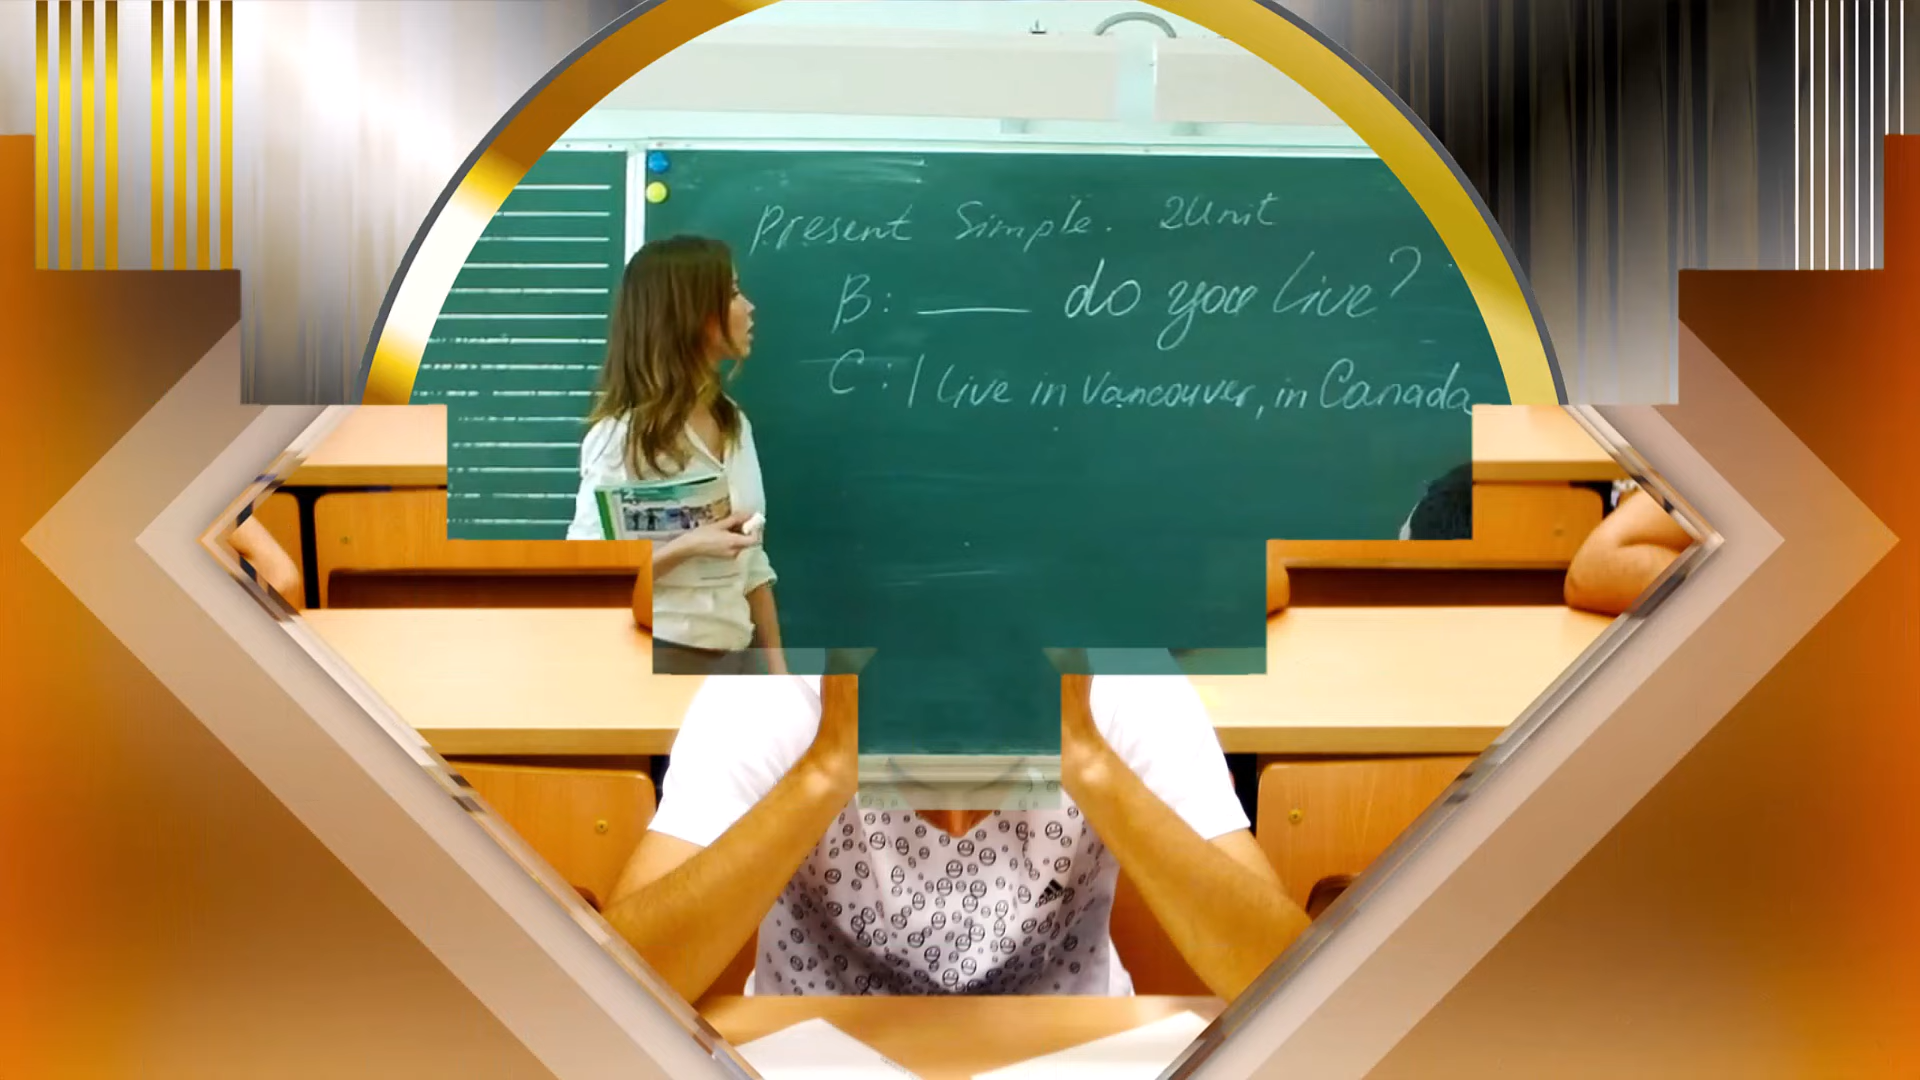 Present Simple. 2Unit
B: ___ do you live?
C: I live in Vancouver, in Canada